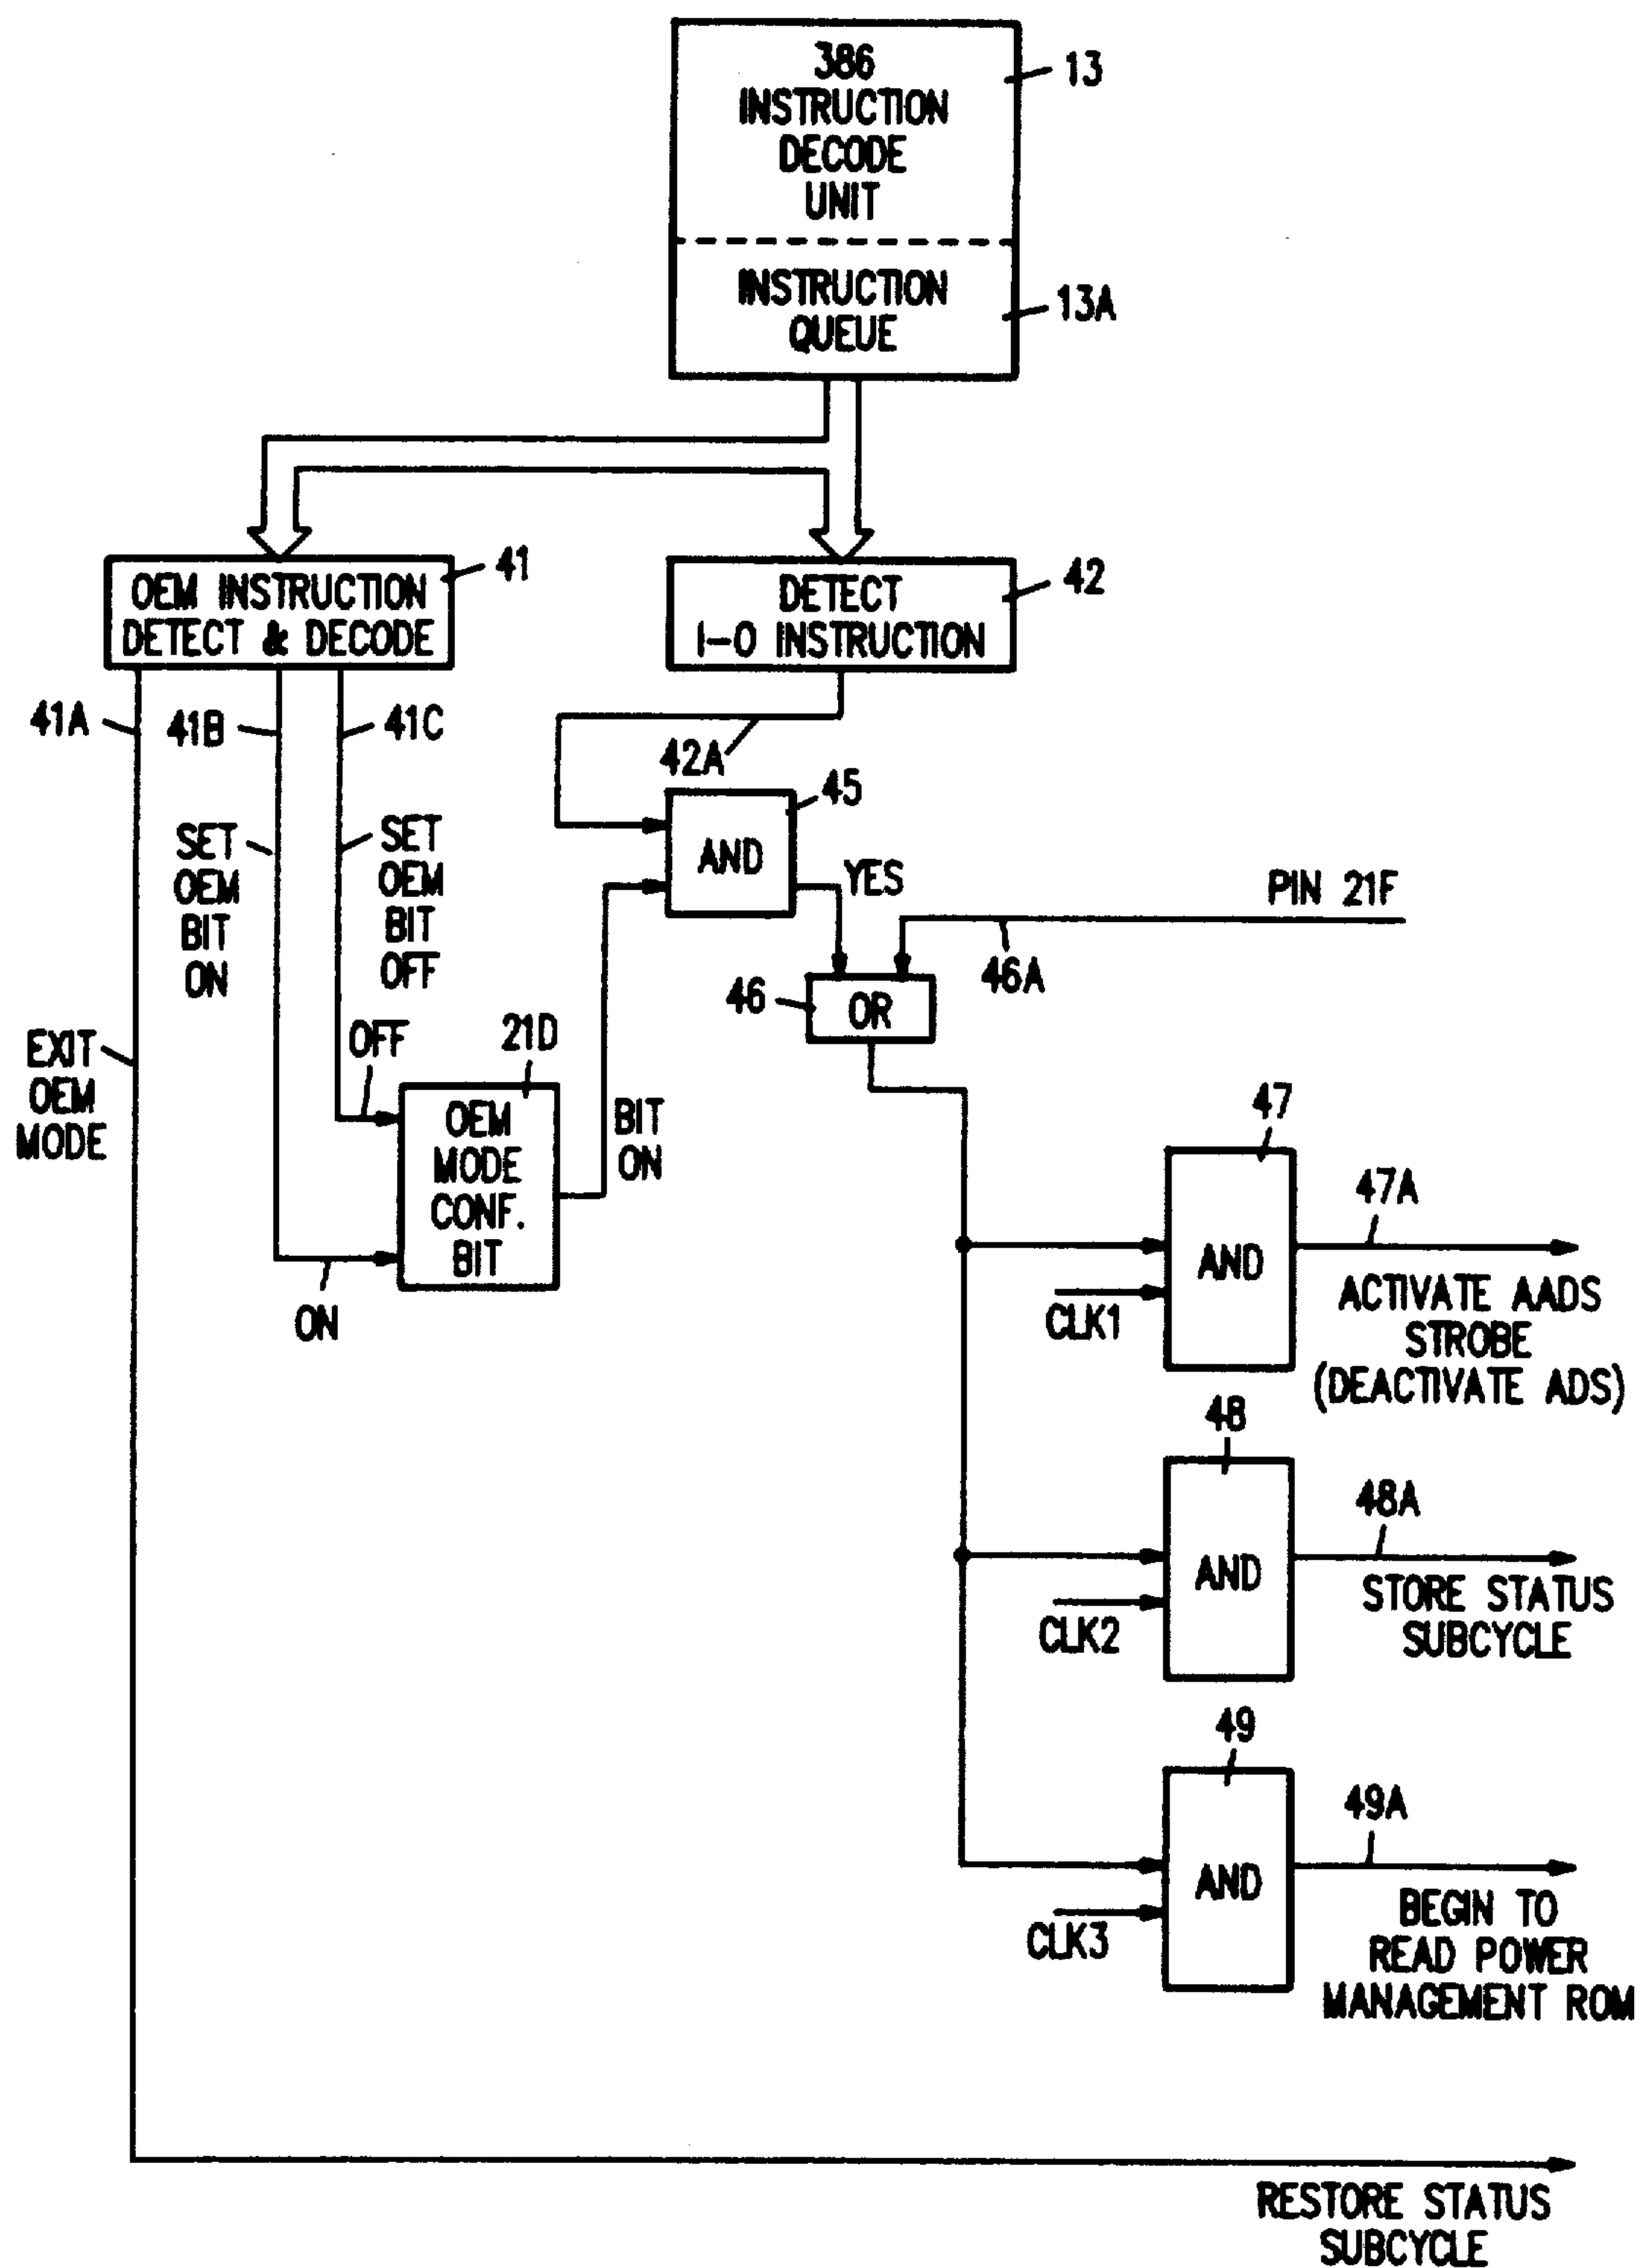 386
INSTRUCTION
DECODE
UNIT
13
INSTRUCTION
QUEUE
13A
OEM INSTRUCTION
DETECT & DECODE
41
DETECT
I-O INSTRUCTION
42
41A
41B
41C
42A
SET
OEM
BIT
ON
SET
OEM
BIT
OFF
45
AND
YES
PIN 21F
46A
46
OR
EXIT
OEM
MODE
OFF
21D
OEM
MODE
CONF.
BIT
BIT
ON
ON
47
AND
CLK1
47A
ACTIVATE AADS
STROBE
(DEACTIVATE ADS)
48
AND
CLK2
48A
STORE STATUS
SUBCYCLE
49
AND
CLK3
49A
BEGIN TO
READ POWER
MANAGEMENT ROM
RESTORE STATUS
SUBCYCLE